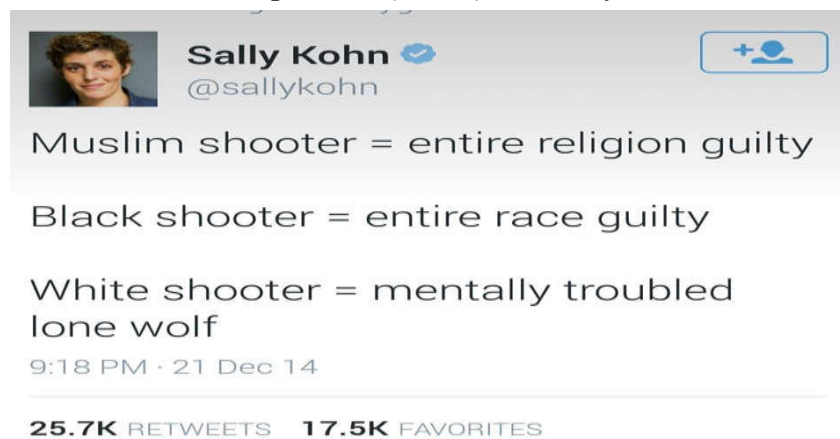 Sally Kohn
@sallykohn
Muslim shooter = entire religion guilty
Black shooter = entire race guilty
White shooter = mentally troubled
lone wolf
9:18 PM · 21 Dec 14
25.7K RETWEETS 17.5K FAVORITES